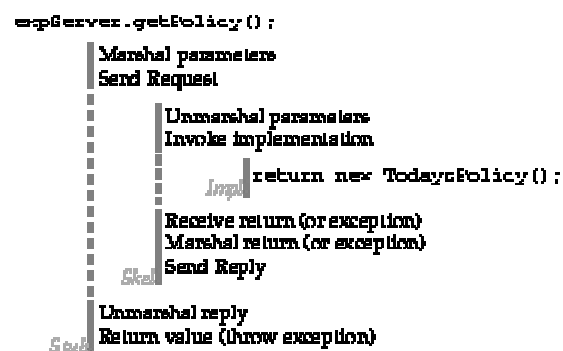 expServer.getPolicy();
Marshal parameters
Send Request
Unmarshal parameters
Invoke implementation
return new TodaysPolicy();
Impl
Receive return (or exception)
Marshal return (or exception)
Send Reply
Skel
Unmarshal reply
Return value (throw exception)
Stub